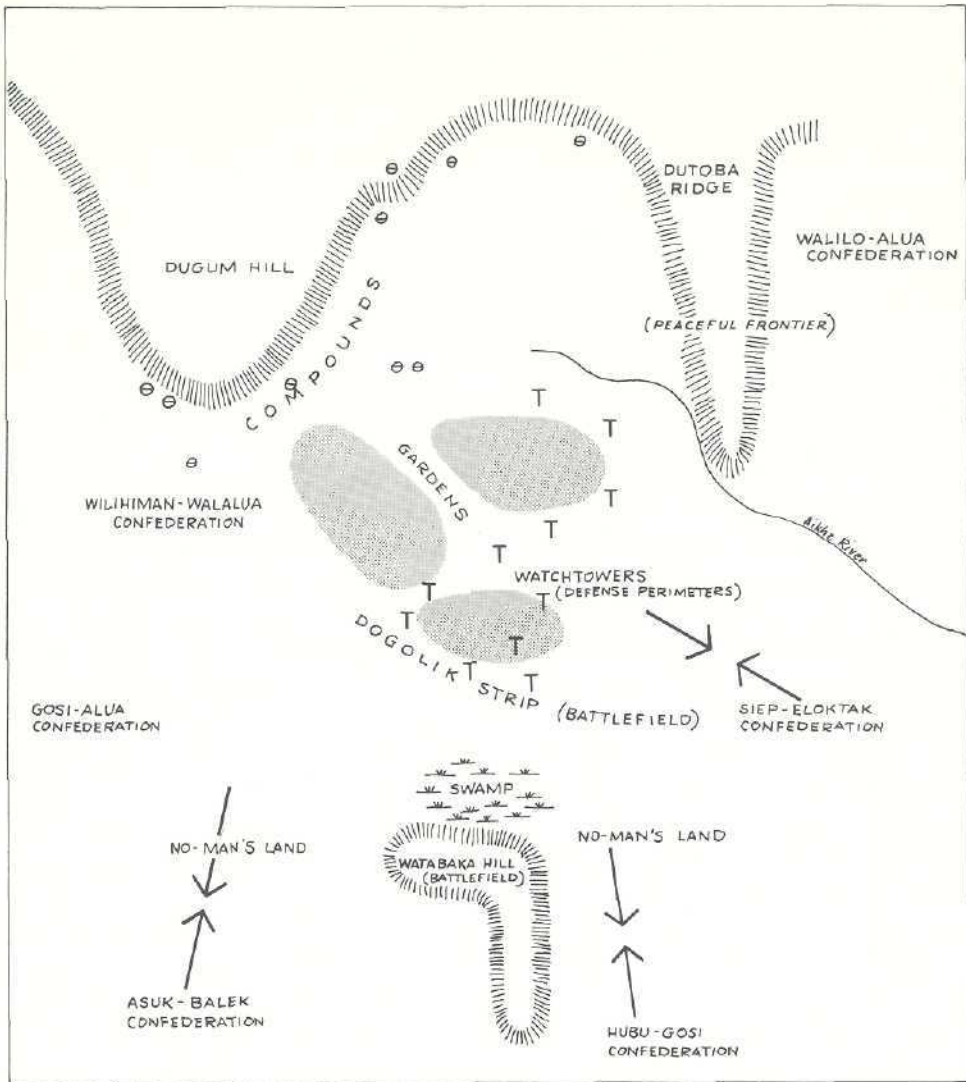 DUTOBA
RIDGE
WALILO-ALUA
CONFEDERATION
DUGUM HILL
(PEACEFUL FRONTIER)
COMPOUNDS
GARDENS
WILIHIMAN-WALALUA
CONFEDERATION
Aikhe River
WATCHTOWERS
(DEFENSE PERIMETERS)
DOGOLIK STRIP (BATTLEFIELD)
GOSI-ALUA
CONFEDERATION
SIEP-ELOKTAK
CONFEDERATION
SWAMP
NO-MAN'S LAND
NO-MAN'S LAND
WATABAKA HILL
(BATTLEFIELD)
ASUK-BALEK
CONFEDERATION
HUBU-GOSI
CONFEDERATION